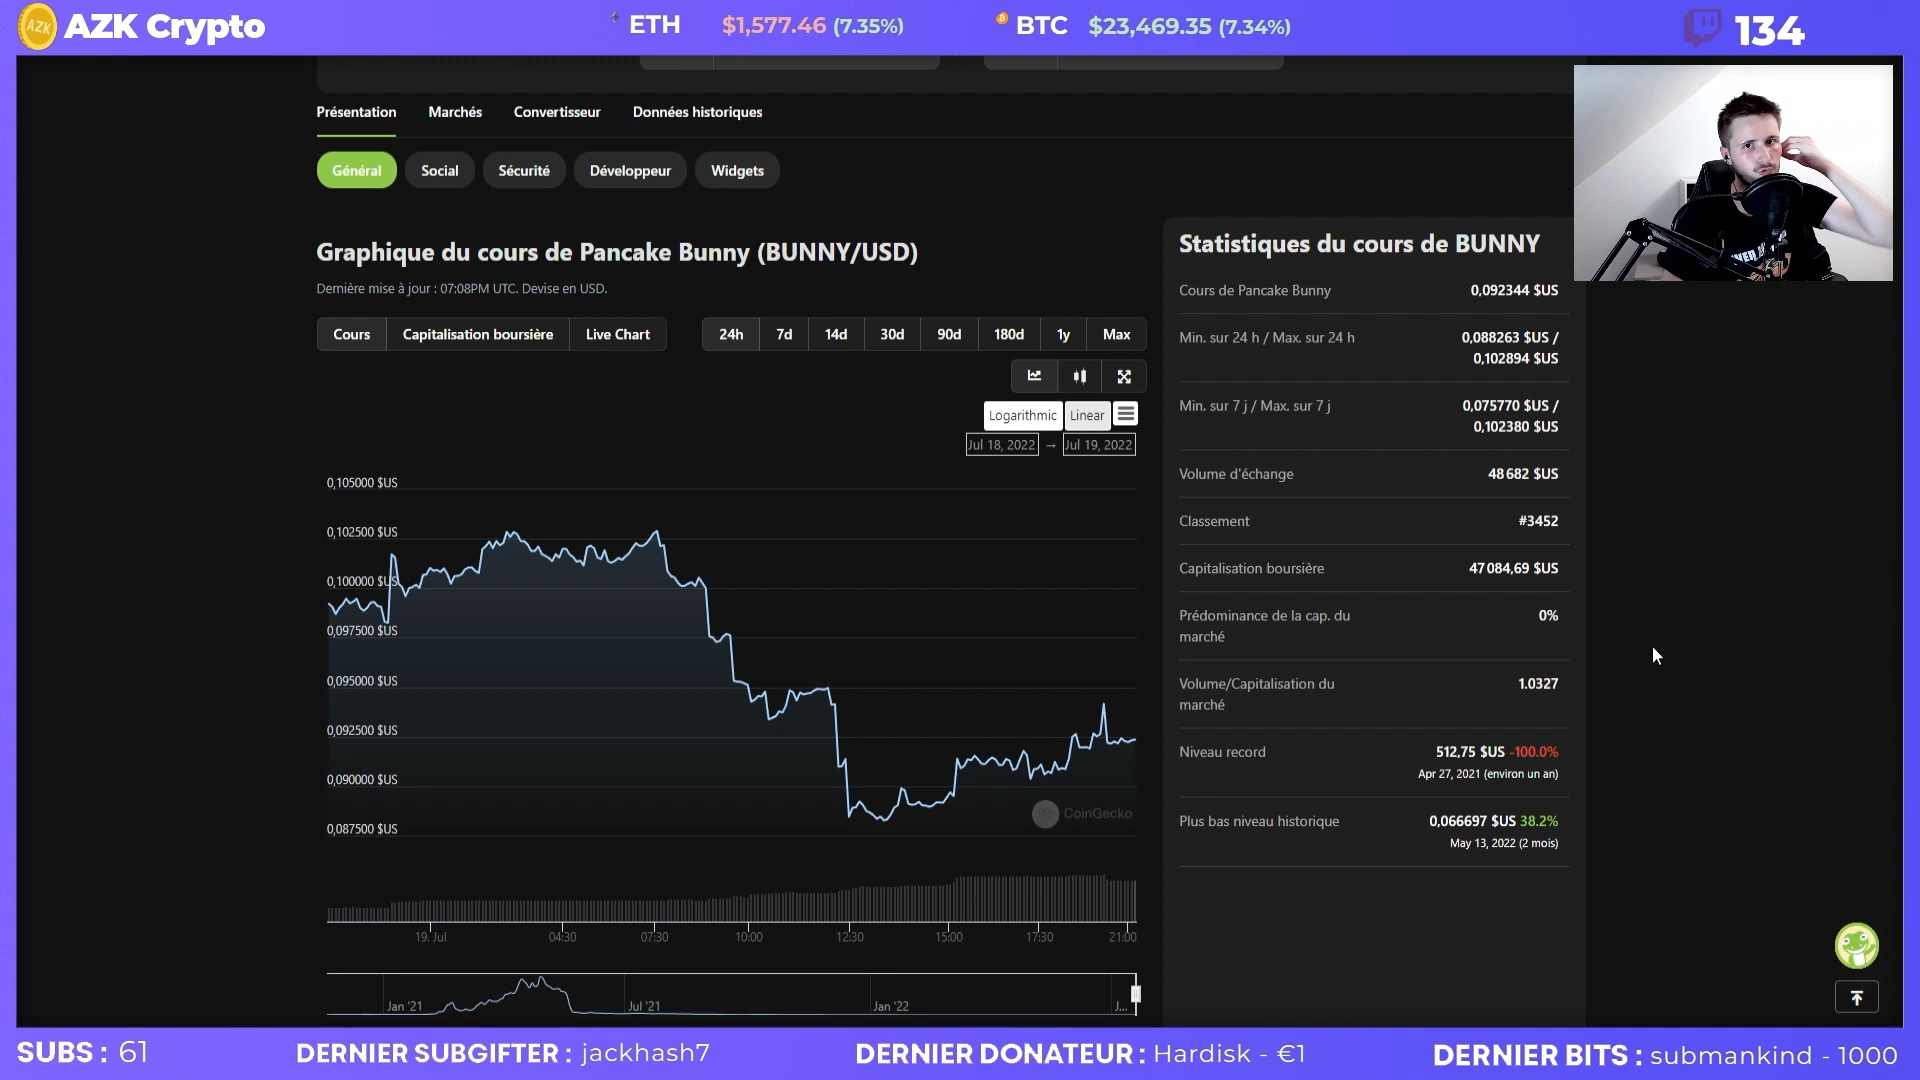 AZK
AZK Crypto
ETH $1,577.46 (7.35%)
BTC $23,469.35 (7.34%)
134
Présentation Marchés Convertisseur Données historiques
Général Social Sécurité Développeur Widgets
Graphique du cours de Pancake Bunny (BUNNY/USD)
Dernière mise à jour : 07:08PM UTC. Devise en USD.
Cours Capitalisation boursière Live Chart
24h 7d 14d 30d 90d 180d 1y Max
Logarithmic Linear
Jul 18, 2022 → Jul 19, 2022
0,105000 $US
0,102500 $US
0,100000 $US
0,097500 $US
0,095000 $US
0,092500 $US
0,090000 $US
0,087500 $US
CoinGecko
19. Jul 04:30 07:30 10:00 12:30 15:00 17:30 21:00
Jan '21 Jul '21 Jan '22 J...
Statistiques du cours de BUNNY
Cours de Pancake Bunny 0,092344 $US
Min. sur 24 h / Max. sur 24 h 0,088263 $US /
0,102894 $US
Min. sur 7 j / Max. sur 7 j 0,075770 $US /
0,102380 $US
Volume d'échange 48 682 $US
Classement #3452
Capitalisation boursière 47 084,69 $US
Prédominance de la cap. du 0%
marché
Volume/Capitalisation du 1.0327
marché
Niveau record 512,75 $US -100.0%
Apr 27, 2021 (environ un an)
Plus bas niveau historique 0,066697 $US 38.2%
May 13, 2022 (2 mois)
SUBS : 61
DERNIER SUBGIFTER : jackhash7
DERNIER DONATEUR : Hardisk - €1
DERNIER BITS : submankind - 1000